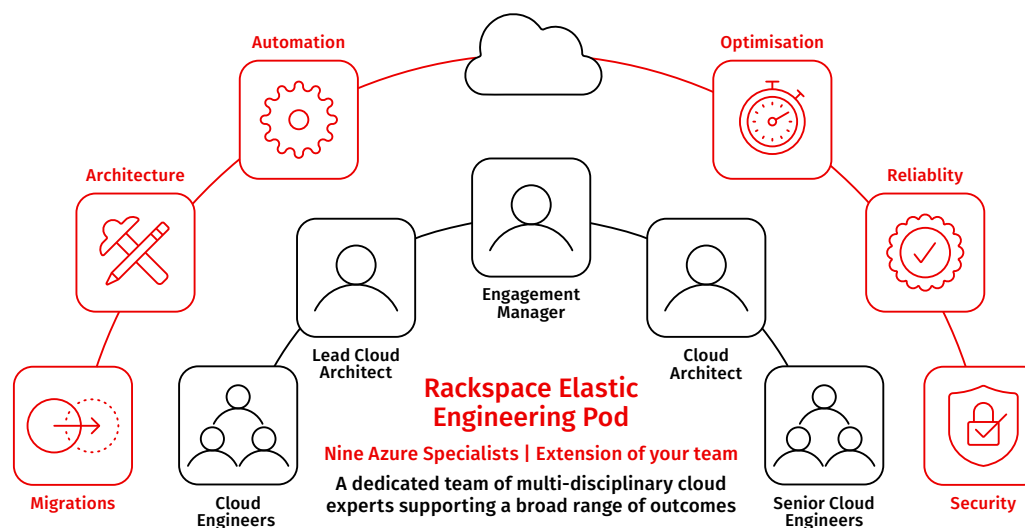 Automation
Optimisation
Architecture
Reliablity
Engagement
Manager
Lead Cloud
Architect
Cloud
Architect
Rackspace Elastic
Engineering Pod
Nine Azure Specialists | Extension of your team
A dedicated team of multi-disciplinary cloud
experts supporting a broad range of outcomes
Migrations
Cloud
Engineers
Senior Cloud
Engineers
Security